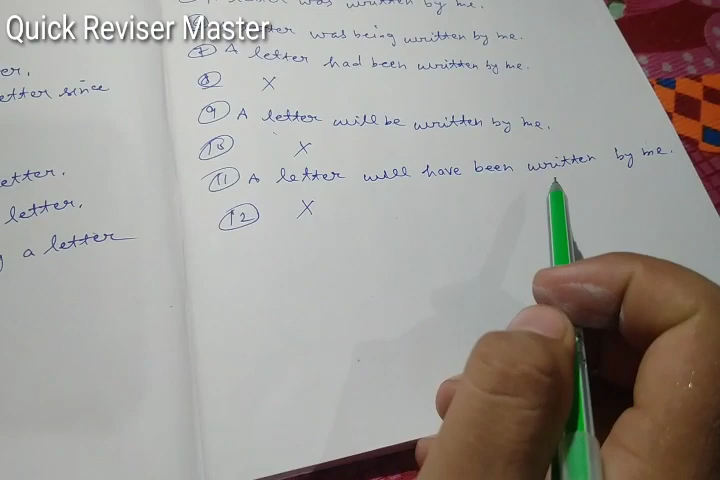 Quick Reviser Master
was written by me.
was being written by me.
7 A letter had been written by me.
8 X
9 A letter will be written by me.
10 X
11 A letter will have been written by me.
12 X
er.
etter since
etter.
letter.
a letter